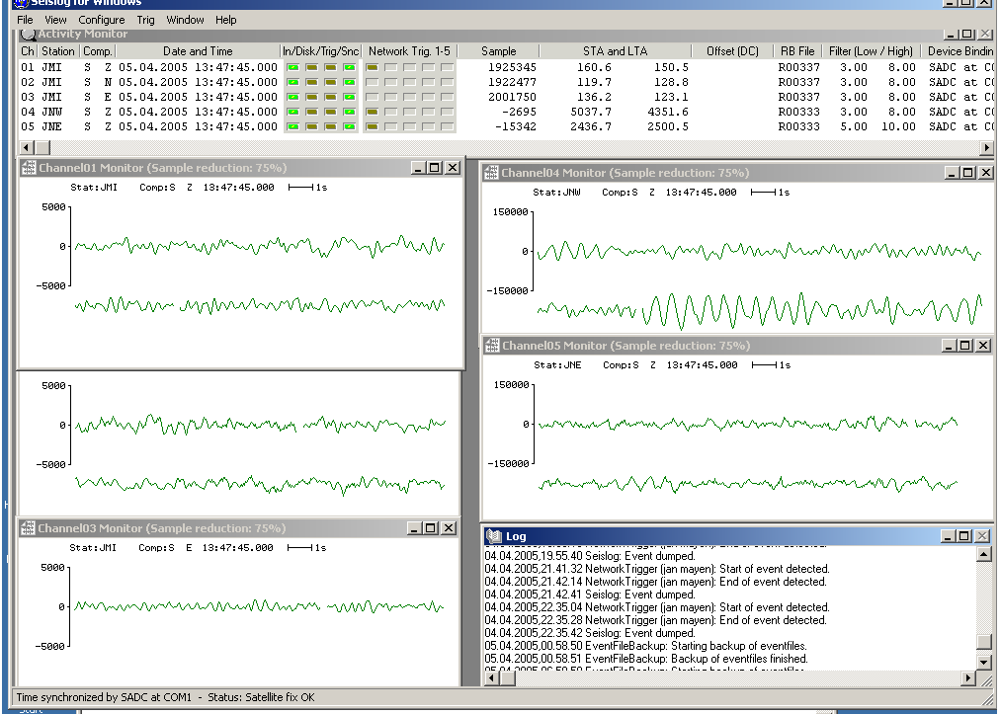 Seislog for Windows
File View Configure Trig Window Help
Activity Monitor
Ch Station Comp. Date and Time In/Disk/Trig/Snc Network Trig. 1-5 Sample STA and LTA Offset (DC) RB File Filter (Low / High) Device Bindin
01 JMI S Z 05.04.2005 13:47:45.000 1925345 160.6 150.5 R00337 3.00 8.00 SADC at CO
02 JMI S N 05.04.2005 13:47:45.000 1922477 119.7 128.8 R00337 3.00 8.00 SADC at CO
03 JMI S E 05.04.2005 13:47:45.000 2001750 136.2 123.1 R00337 3.00 8.00 SADC at CO
04 JNW S Z 05.04.2005 13:47:45.000 -2695 5037.7 4351.6 R00333 3.00 8.00 SADC at CO
05 JNE S Z 05.04.2005 13:47:45.000 -15342 2436.7 2500.5 R00333 5.00 10.00 SADC at CO
Channel01 Monitor (Sample reduction: 75%)
Stat:JMI Comp:S Z 13:47:45.000 1s
5000
0
-5000
5000
0
-5000
Channel03 Monitor (Sample reduction: 75%)
Stat:JMI Comp:S E 13:47:45.000 1s
5000
0
-5000
Channel04 Monitor (Sample reduction: 75%)
Stat:JNW Comp:S Z 13:47:45.000 1s
150000
0
-150000
Channel05 Monitor (Sample reduction: 75%)
Stat:JNE Comp:S Z 13:47:45.000 1s
150000
0
-150000
Log
04.04.2005,19.55.40 Seislog: Event dumped.
04.04.2005,21.41.32 NetworkTrigger (jan mayen): Start of event detected.
04.04.2005,21.42.14 NetworkTrigger (jan mayen): End of event detected.
04.04.2005,21.42.41 Seislog: Event dumped.
04.04.2005,22.35.04 NetworkTrigger (jan mayen): Start of event detected.
04.04.2005,22.35.28 NetworkTrigger (jan mayen): End of event detected.
04.04.2005,22.35.42 Seislog: Event dumped.
05.04.2005,00.58.50 EventFileBackup: Starting backup of eventfiles.
05.04.2005,00.58.51 EventFileBackup: Backup of eventfiles finished.
Time synchronized by SADC at COM1 - Status: Satellite fix OK
Start